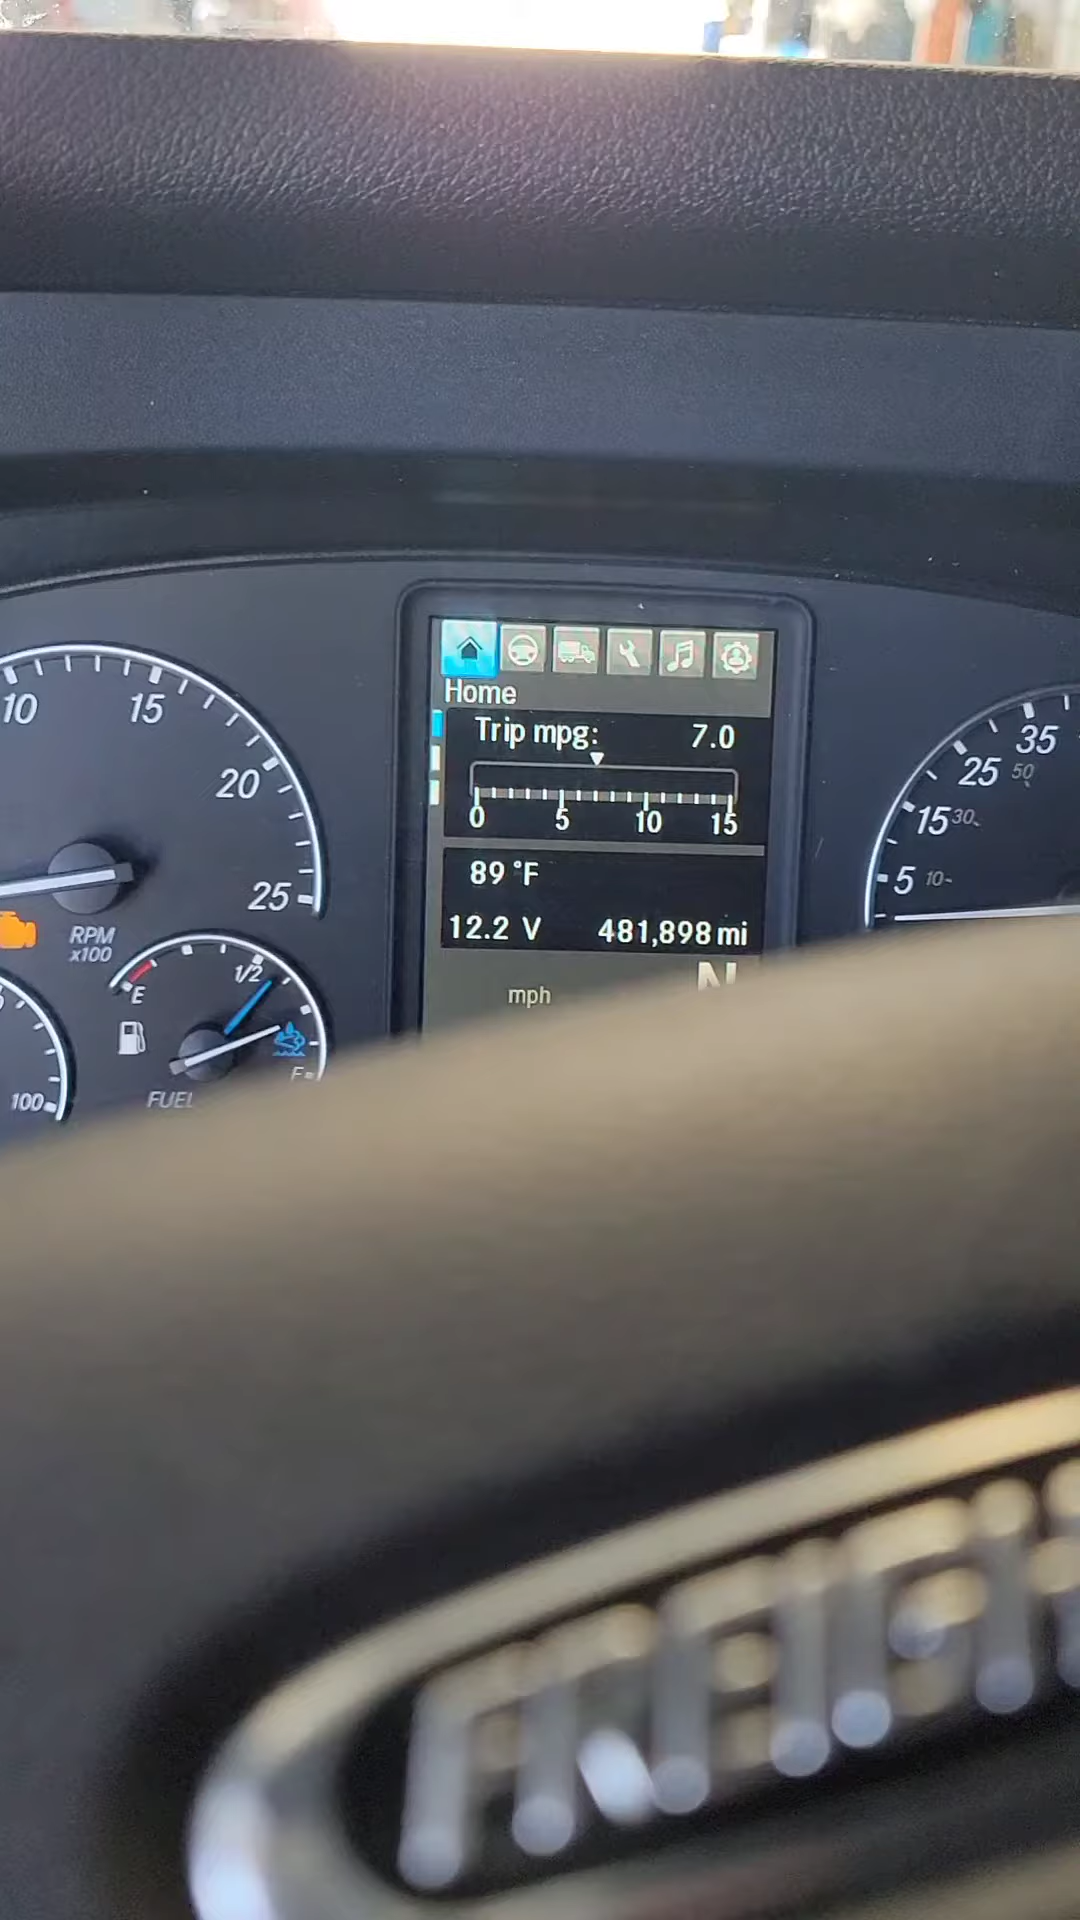 Home
Trip mpg: 7.0
0 5 10 15
89 °F
12.2 V 481,898 mi
mph N
10 15 20 25
RPM
x100
E 1/2 F
FUEL
100
5 15 25 35
10 30 50
FREIGH